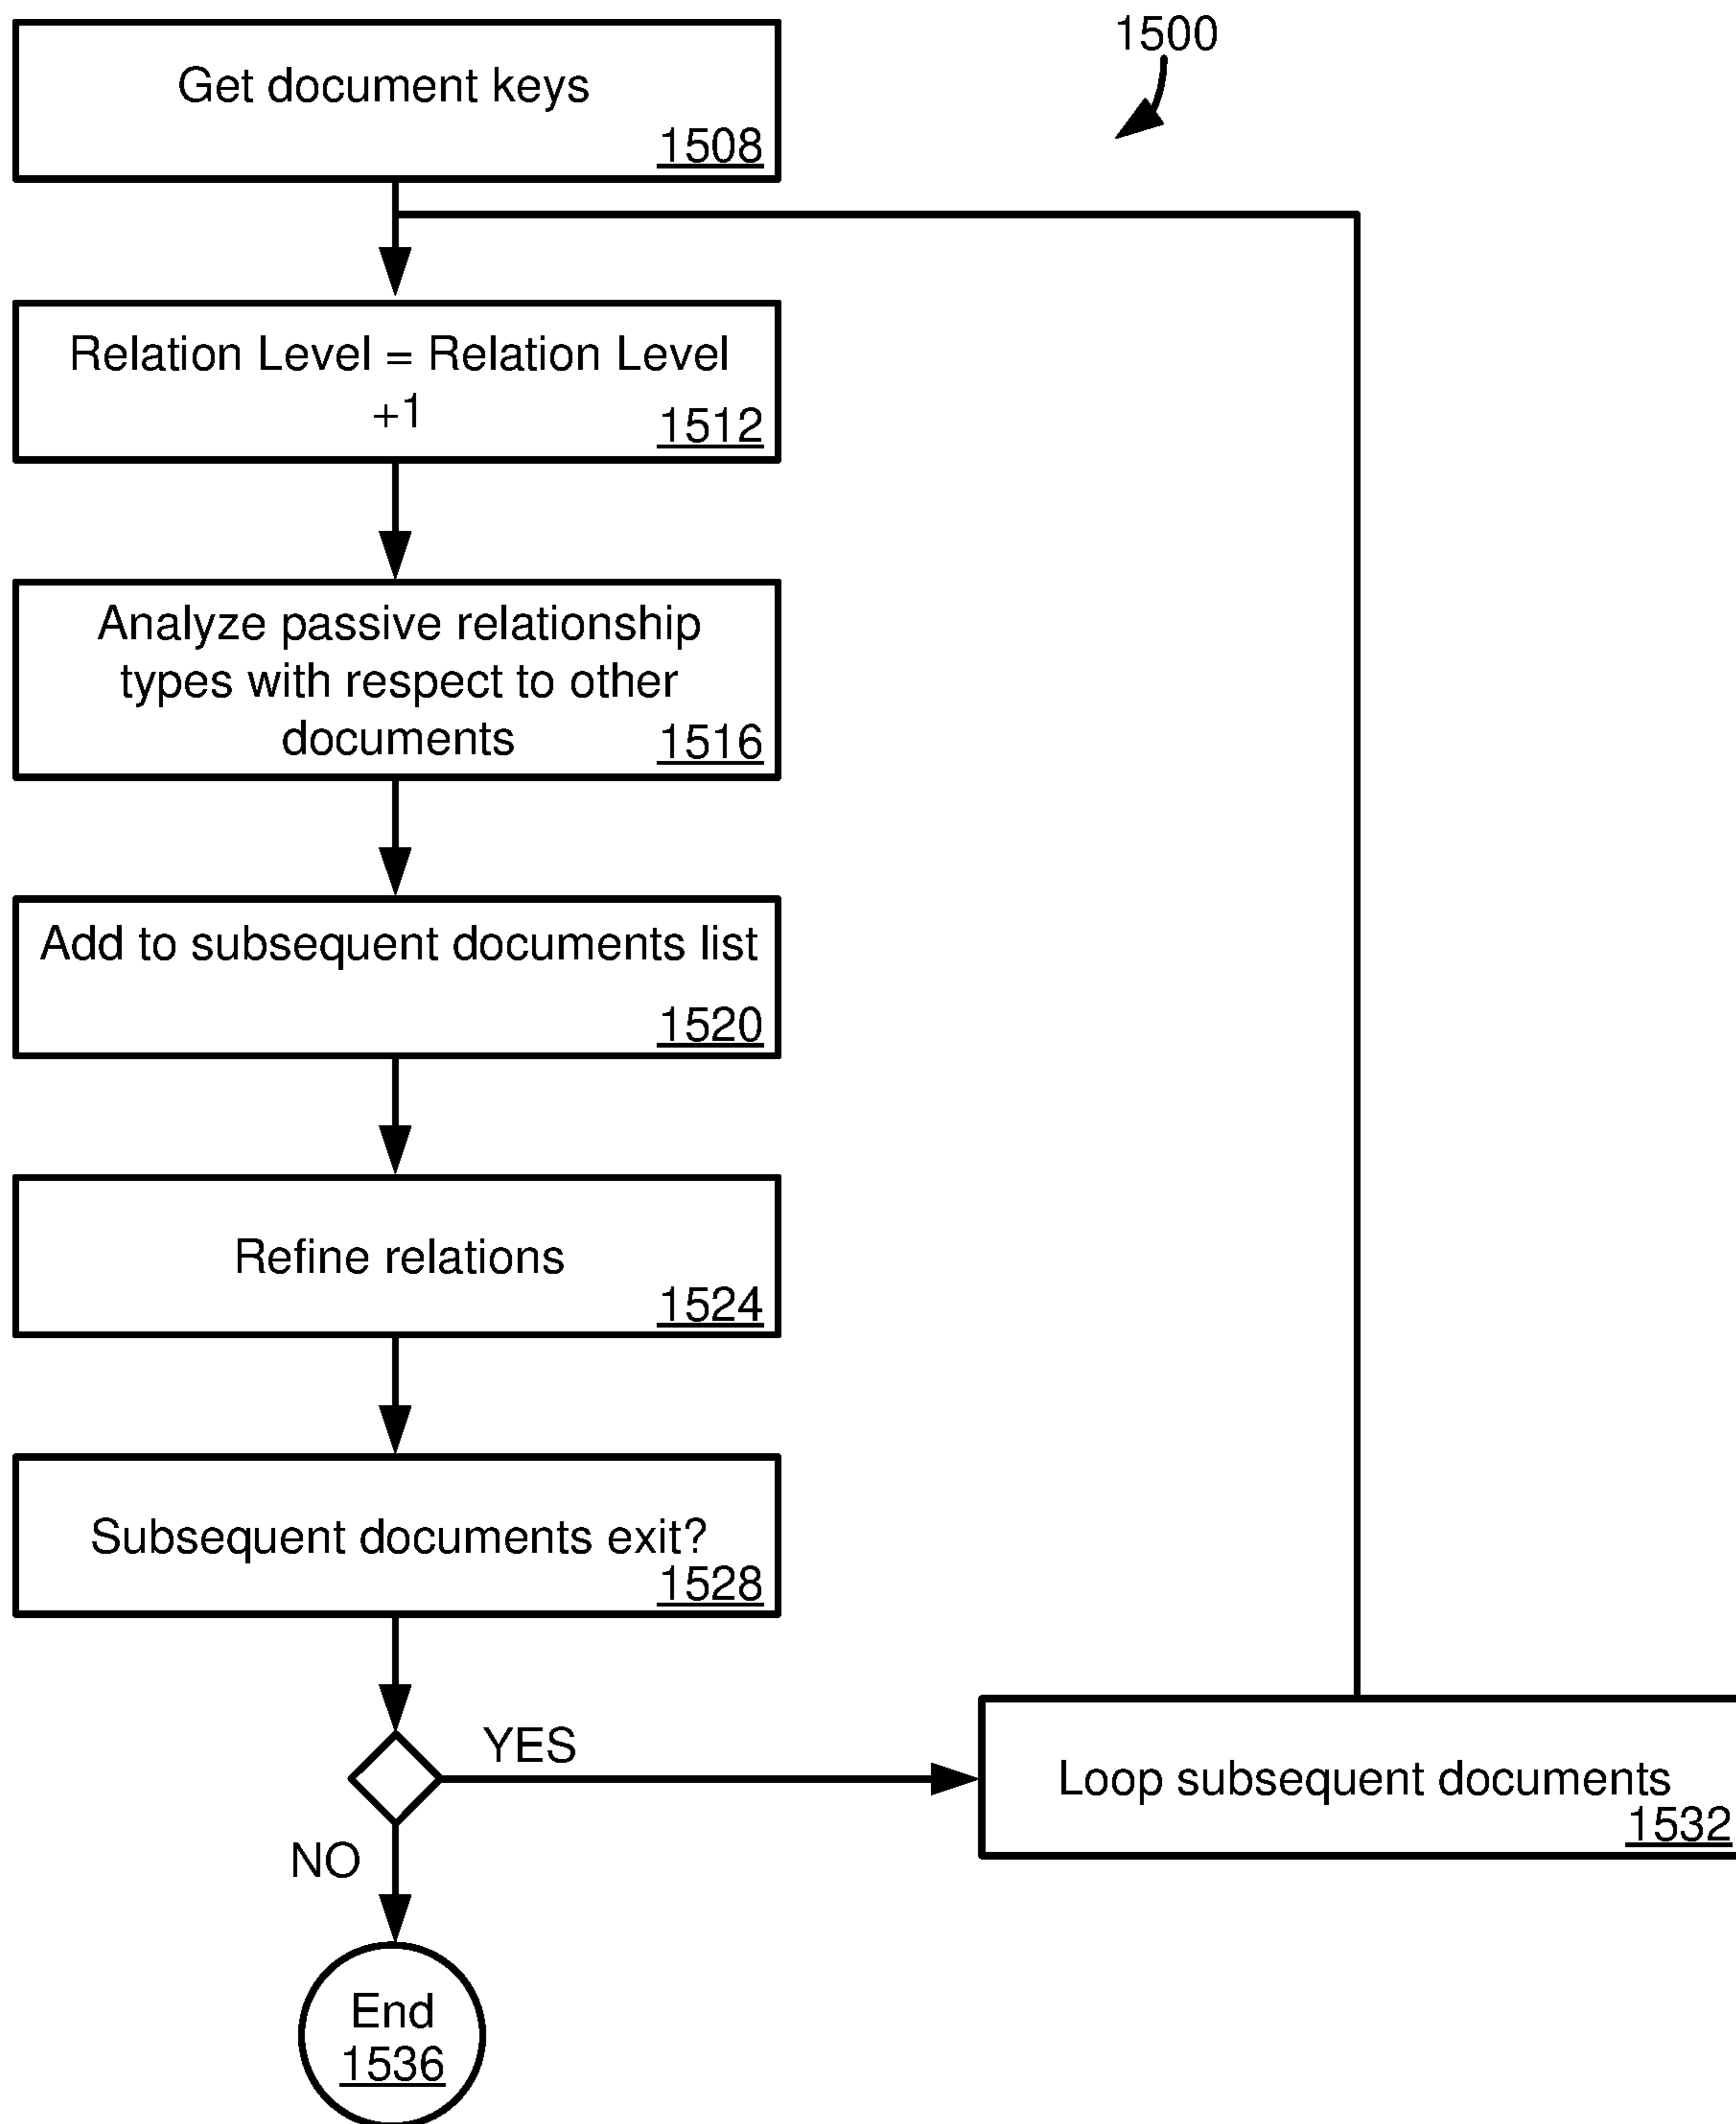 1500
Get document keys
1508
Relation Level = Relation Level
+1
1512
Analyze passive relationship
types with respect to other
documents
1516
Add to subsequent documents list
1520
Refine relations
1524
Subsequent documents exit?
1528
YES
Loop subsequent documents
1532
NO
End
1536